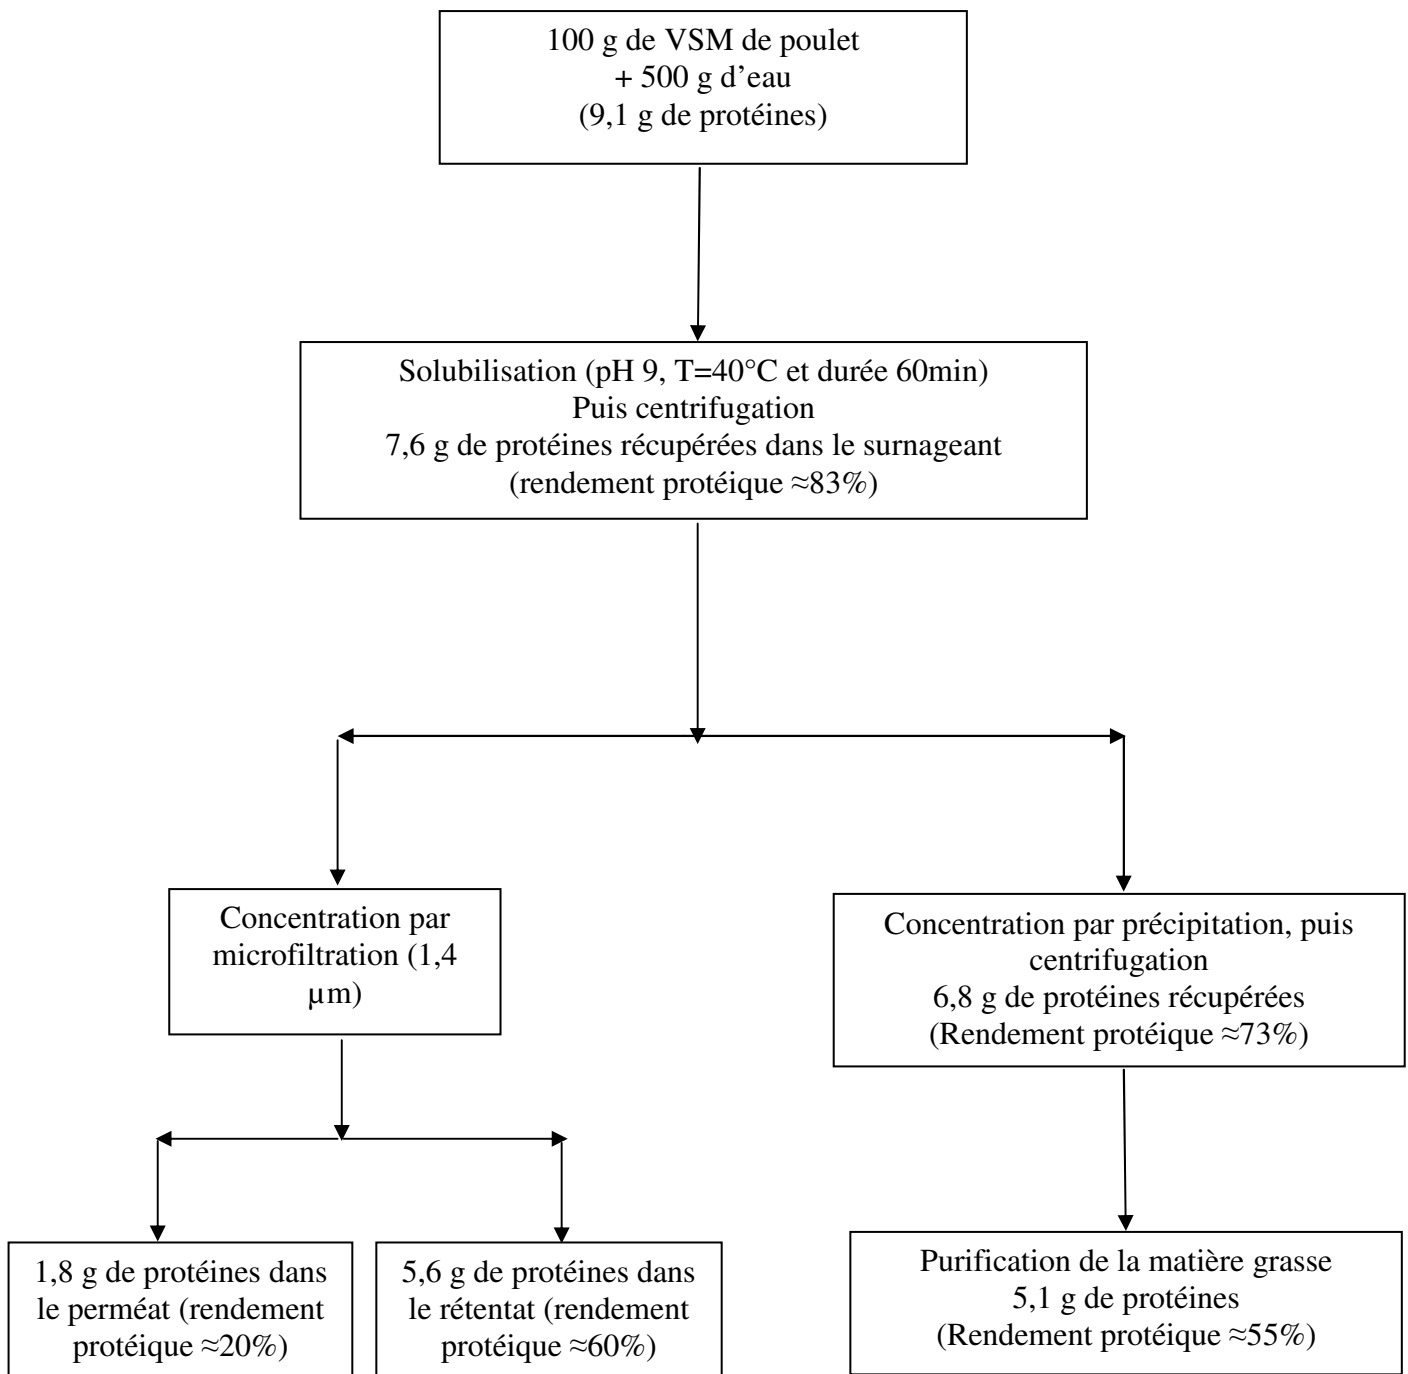 100 g de VSM de poulet
+ 500 g d’eau
(9,1 g de protéines)
Solubilisation (pH 9, T=40°C et durée 60min)
Puis centrifugation
7,6 g de protéines récupérées dans le surnageant
(rendement protéique ≈83%)
Concentration par
microfiltration (1,4
µm)
Concentration par précipitation, puis
centrifugation
6,8 g de protéines récupérées
(Rendement protéique ≈73%)
1,8 g de protéines dans
le perméat (rendement
protéique ≈20%)
5,6 g de protéines dans
le rétentat (rendement
protéique ≈60%)
Purification de la matière grasse
5,1 g de protéines
(Rendement protéique ≈55%)